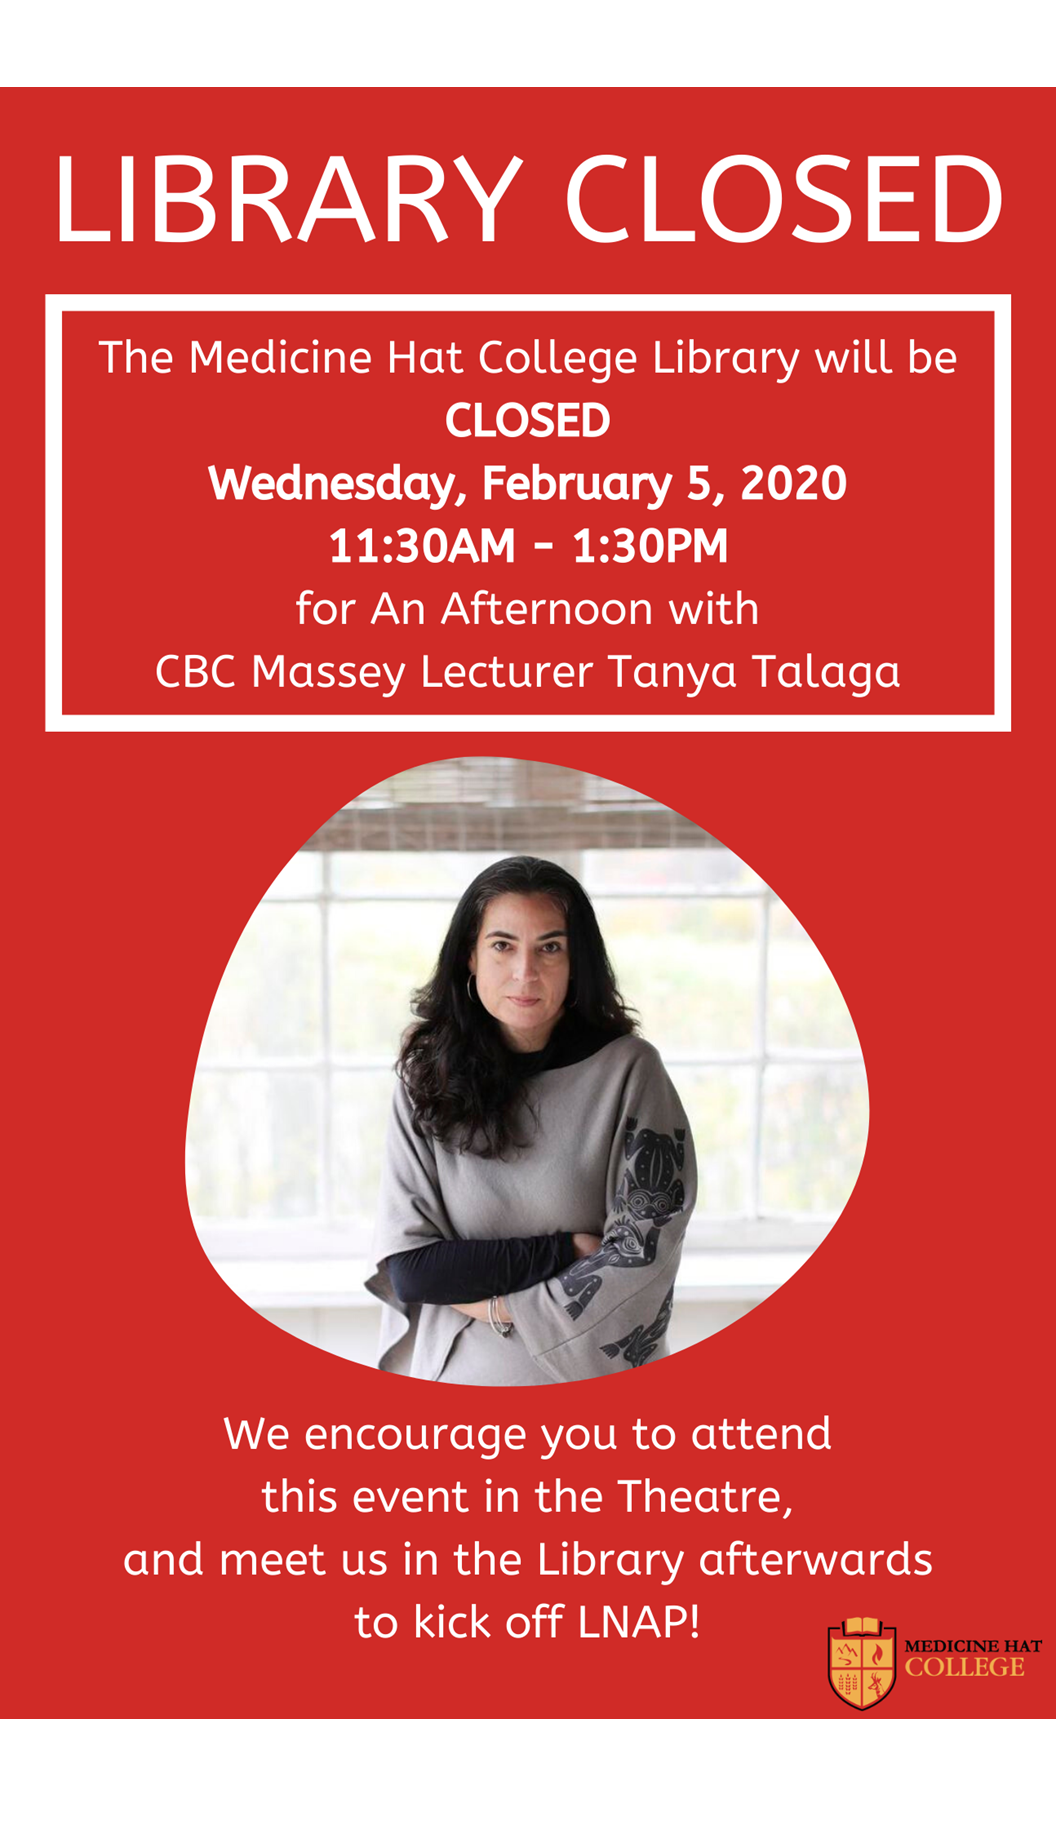 LIBRARY CLOSED
The Medicine Hat College Library will be
CLOSED
Wednesday, February 5, 2020
11:30AM - 1:30PM
for An Afternoon with
CBC Massey Lecturer Tanya Talaga
We encourage you to attend
this event in the Theatre,
and meet us in the Library afterwards
to kick off LNAP!
MEDICINE HAT
COLLEGE